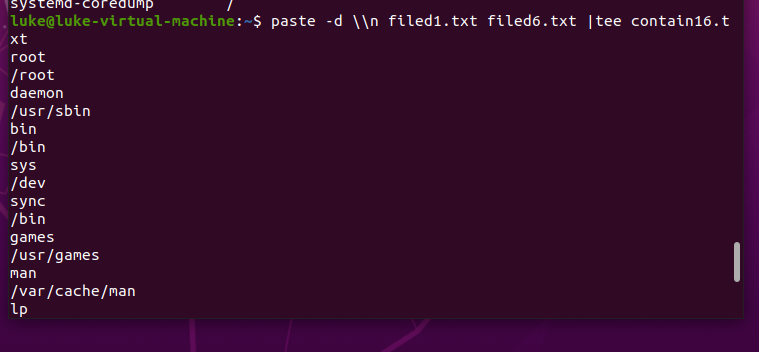 systemd-coredump        /
luke@luke-virtual-machine:~$ paste -d \\n filed1.txt filed6.txt |tee contain16.t
xt
root
/root
daemon
/usr/sbin
bin
/bin
sys
/dev
sync
/bin
games
/usr/games
man
/var/cache/man
lp